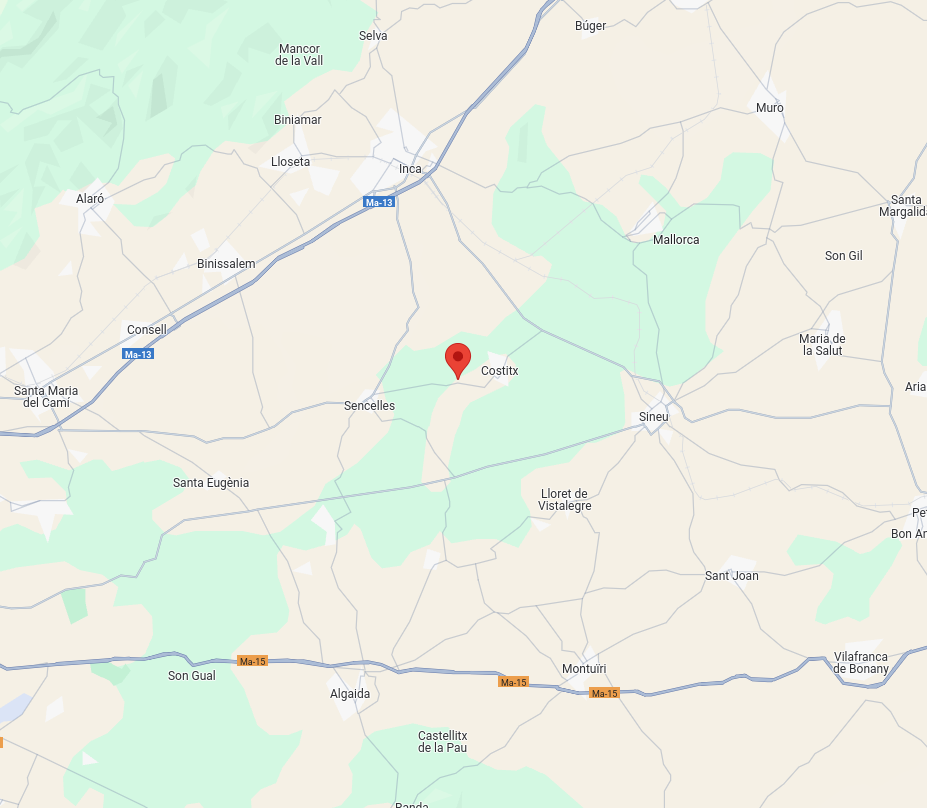 Búger
Selva
Mancor
de la Vall
Muro
Biniamar
Lloseta
Inca
Alaró
Ma-13
Santa
Margalida
Mallorca
Son Gil
Binissalem
Consell
Ma-13
Maria de
la Salut
Costitx
Santa Maria
del Camí
Aria
Sencelles
Sineu
Santa Eugènia
Lloret de
Vistalegre
Pet
Bon Ar
Sant Joan
Ma-15
Son Gual
Montuïri
Vilafranca
de Bonany
Ma-15
Ma-15
Algaida
Castellitx
de la Pau
Randa